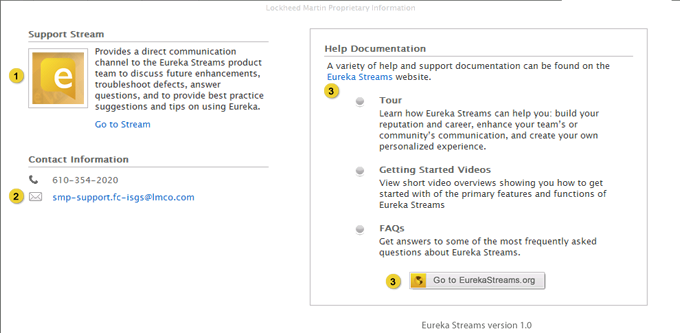 Lockheed Martin Proprietary Information
Support Stream
1
e
Provides a direct communication
channel to the Eureka Streams product
team to discuss future enhancements,
troubleshoot defects, answer
questions, and to provide best practice
suggestions and tips on using Eureka.
Go to Stream
Contact Information
610-354-2020
2
smp-support.fc-isgs@lmco.com
Help Documentation
A variety of help and support documentation can be found on the
Eureka Streams website.
3
Tour
Learn how Eureka Streams can help you: build your
reputation and career, enhance your team's or
community's communication, and create your own
personalized experience.
Getting Started Videos
View short video overviews showing you how to get
started with of the primary features and functions of
Eureka Streams
FAQs
Get answers to some of the most frequently asked
questions about Eureka Streams.
3
Go to EurekaStreams.org
Eureka Streams version 1.0